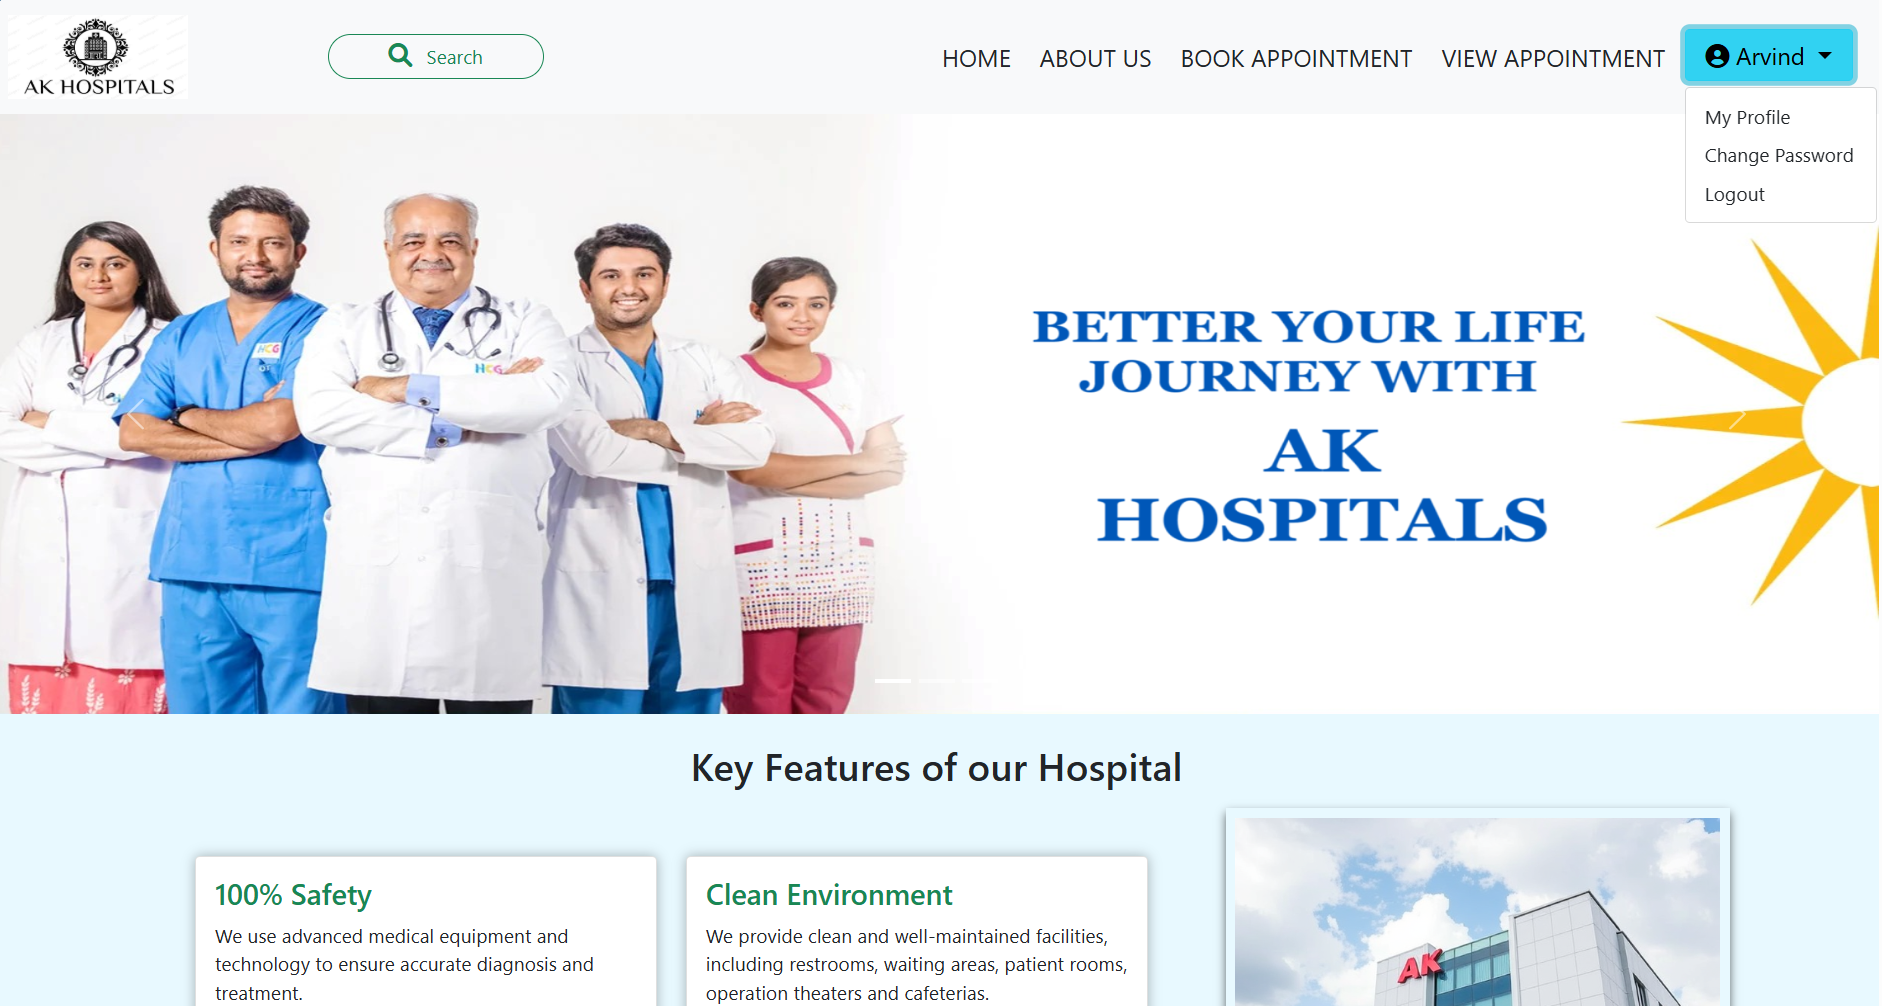 AK HOSPITALS
Search
HOME
ABOUT US
BOOK APPOINTMENT
VIEW APPOINTMENT
Arvind
My Profile
Change Password
Logout
HCG
HCG
BETTER YOUR LIFE
JOURNEY WITH
AK
HOSPITALS
Key Features of our Hospital
100% Safety
We use advanced medical equipment and
technology to ensure accurate diagnosis and
treatment.
Clean Environment
We provide clean and well-maintained facilities,
including restrooms, waiting areas, patient rooms,
operation theaters and cafeterias.
AK